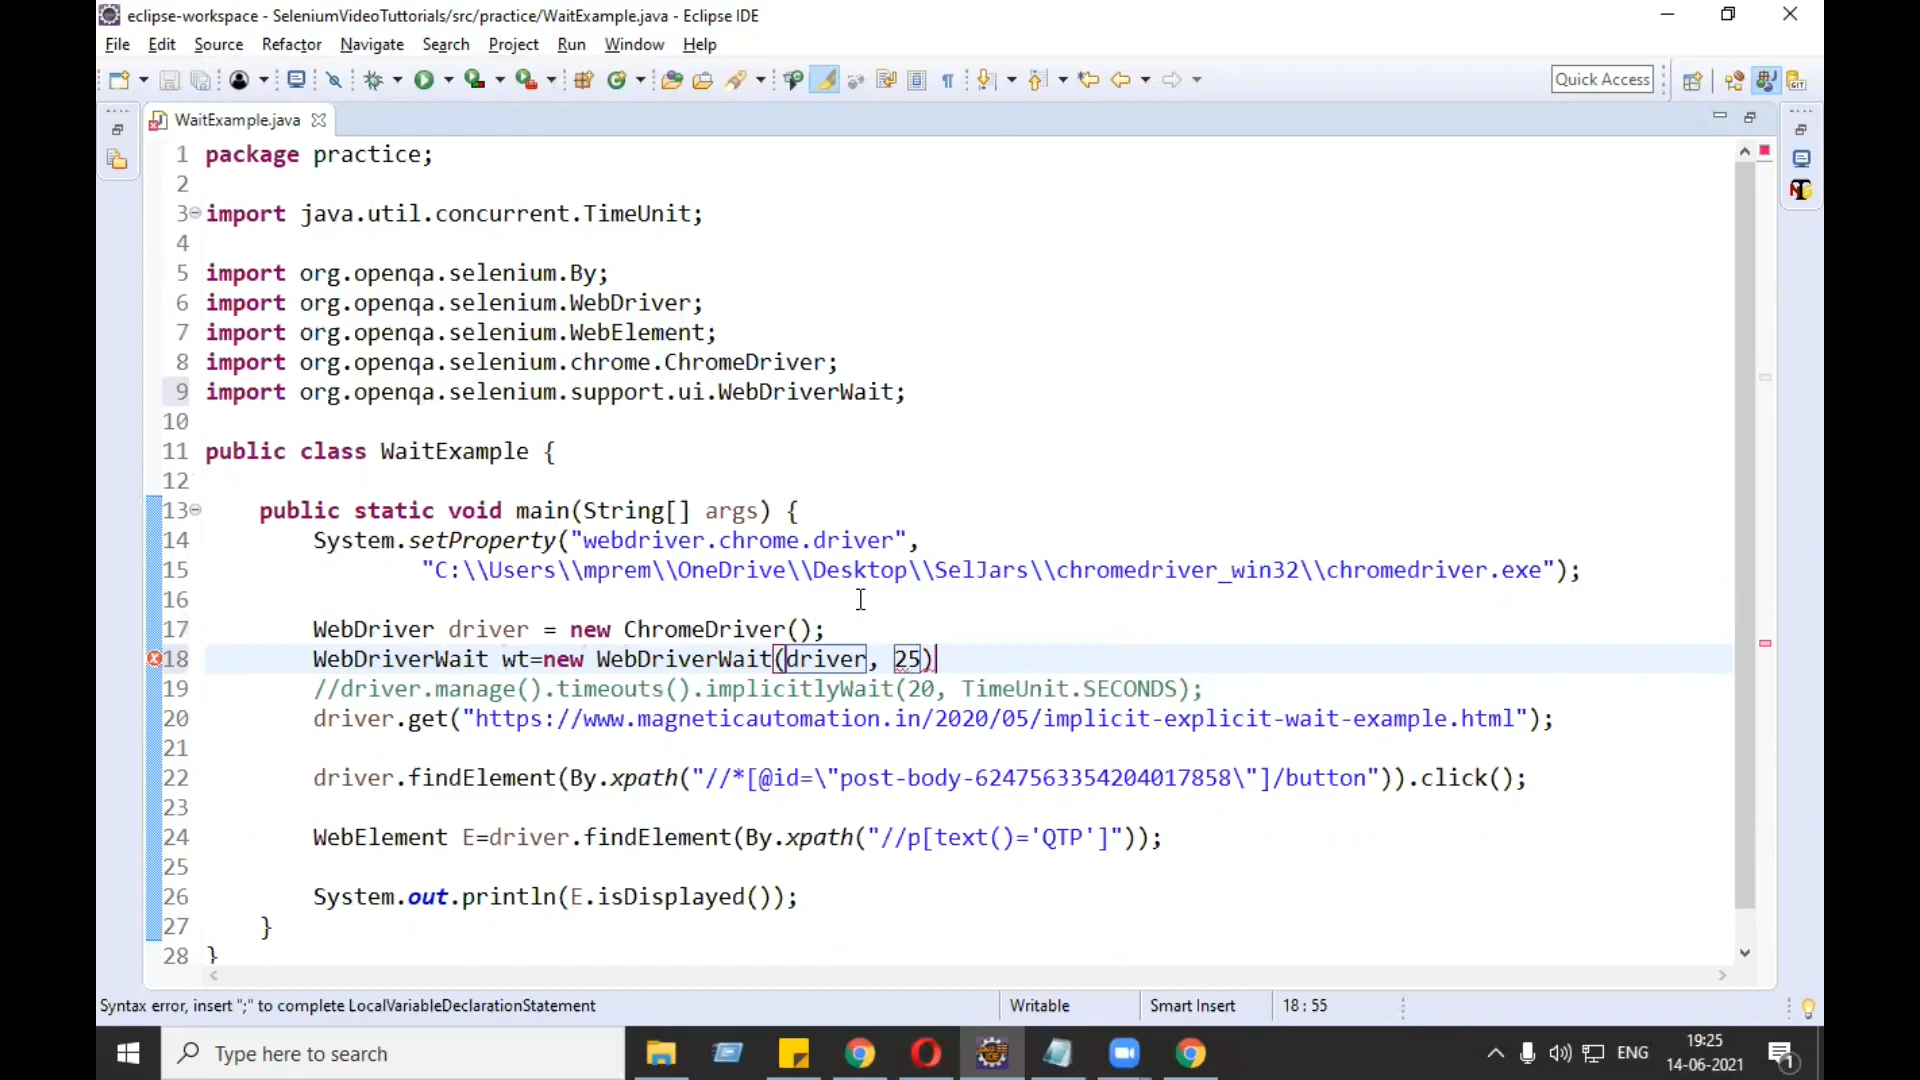 eclipse-workspace - SeleniumVideoTuttorials/src/practice/WaitExample.java - Eclipse IDE
File Edit Source Refactor Navigate Search Project Run Window Help
Quick Access
WaitExample.java
1 package practice;
2
3 import java.util.concurrent.TimeUnit;
4
5 import org.openqa.selenium.By;
6 import org.openqa.selenium.WebDriver;
7 import org.openqa.selenium.WebElement;
8 import org.openqa.selenium.chrome.ChromeDriver;
9 import org.openqa.selenium.support.ui.WebDriverWait;
10
11 public class WaitExample {
12
13 public static void main(String[] args) {
14 System.setProperty("webdriver.chrome.driver",
15 "C:\\Users\\mprem\\OneDrive\\Desktop\\SelJars\\chromedriver_win32\\chromedriver.exe");
16
17 WebDriver driver = new ChromeDriver();
18 WebDriverWait wt=new WebDriverWait(driver, 25)
19 //driver.manage().timeouts().implicitlyWait(20, TimeUnit.SECONDS);
20 driver.get("https://www.magneticautomation.in/2020/05/implicit-explicit-wait-example.html");
21
22 driver.findElement(By.xpath("//*[@id=\"post-body-6247563354204017858\"]/button")).click();
23
24 WebElement E=driver.findElement(By.xpath("//p[text()='QTP']"));
25
26 System.out.println(E.isDisplayed());
27 }
28 }
Syntax error, insert ";" to complete LocalVariableDeclarationStatement Writable Smart Insert 18 : 55
Type here to search ENG 19:25
14-06-2021 1